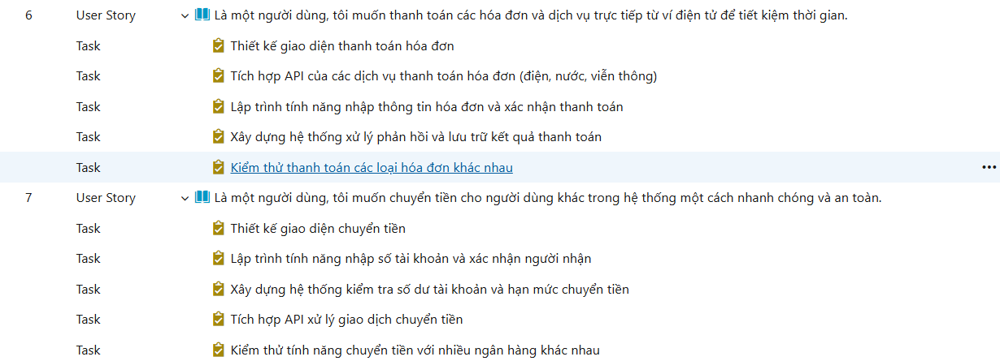 6 User Story Là một người dùng, tôi muốn thanh toán các hóa đơn và dịch vụ trực tiếp từ ví điện tử để tiết kiệm thời gian.
Task Thiết kế giao diện thanh toán hóa đơn
Task Tích hợp API của các dịch vụ thanh toán hóa đơn (điện, nước, viễn thông)
Task Lập trình tính năng nhập thông tin hóa đơn và xác nhận thanh toán
Task Xây dựng hệ thống xử lý phản hồi và lưu trữ kết quả thanh toán
Task Kiểm thử thanh toán các loại hóa đơn khác nhau
7 User Story Là một người dùng, tôi muốn chuyển tiền cho người dùng khác trong hệ thống một cách nhanh chóng và an toàn.
Task Thiết kế giao diện chuyển tiền
Task Lập trình tính năng nhập số tài khoản và xác nhận người nhận
Task Xây dựng hệ thống kiểm tra số dư tài khoản và hạn mức chuyển tiền
Task Tích hợp API xử lý giao dịch chuyển tiền
Task Kiểm thử tính năng chuyển tiền với nhiều ngân hàng khác nhau